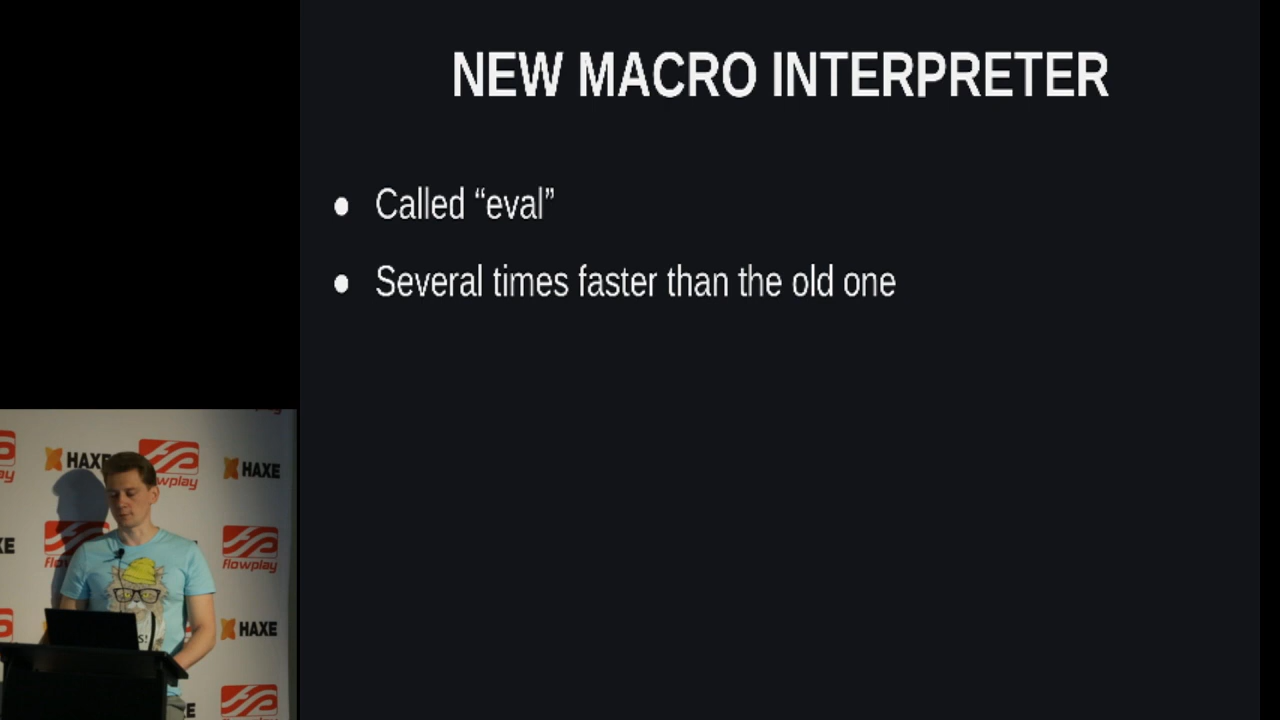 NEW MACRO INTERPRETER
● Called “eval”
● Several times faster than the old one
HAXE
flowplay
HAXE
flowplay
HAXE
flowplay